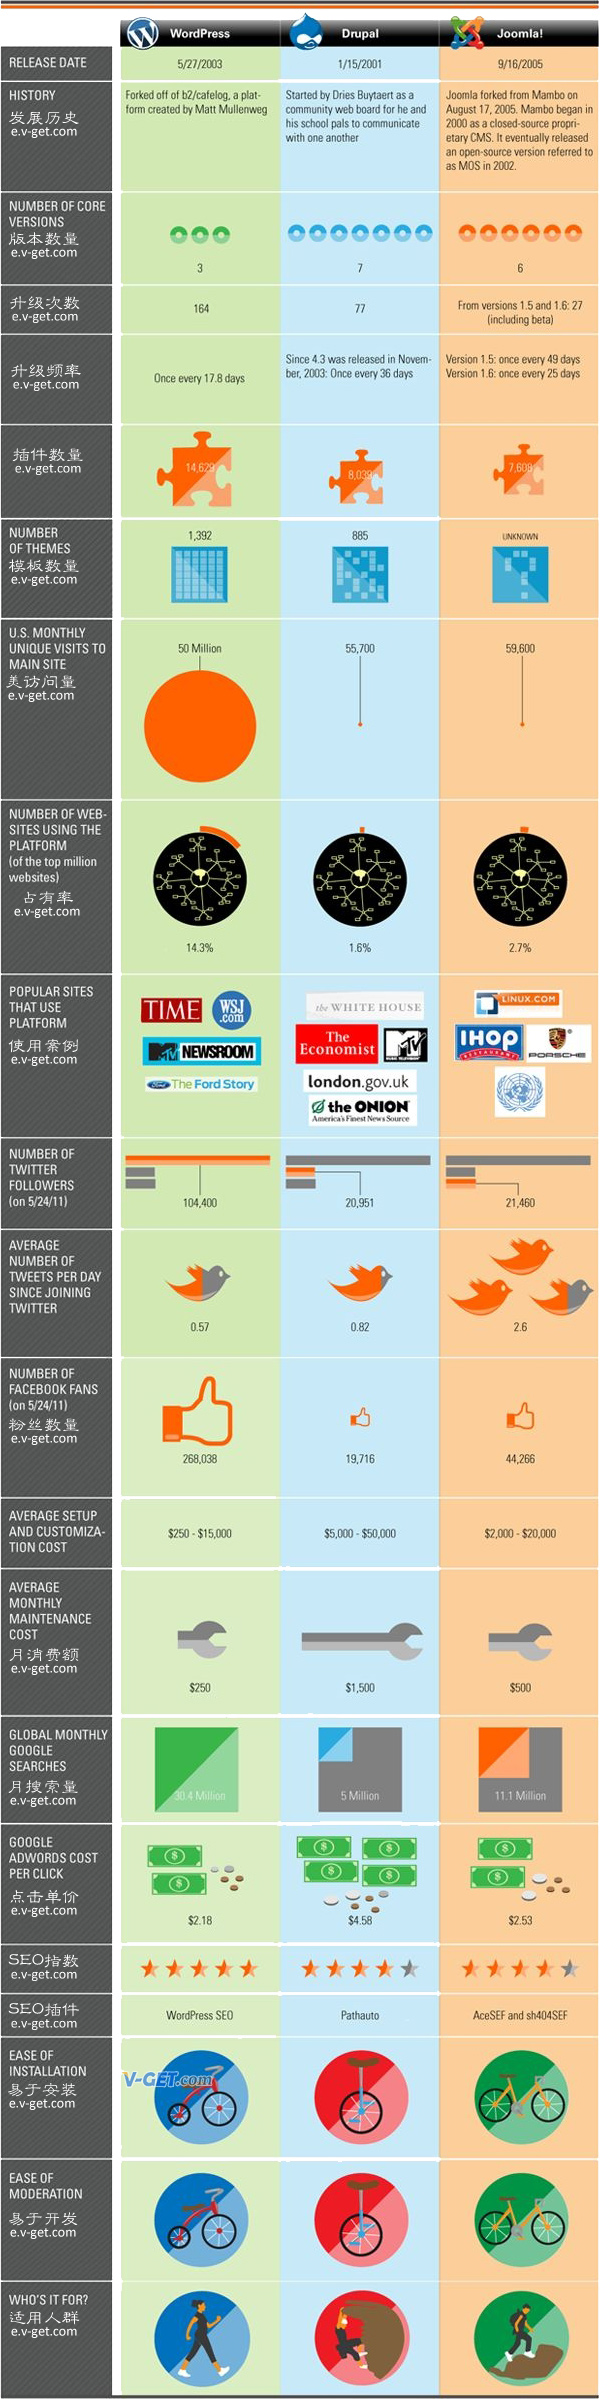 WordPress
Drupal
Joomla!
RELEASE DATE
5/27/2003
1/15/2001
9/16/2005
HISTORY
发展历史
e.v-get.com
Forked off of b2/cafelog, a plat-
form created by Matt Mullenweg
Started by Dries Buytaert as a
community web board for he and
his school pals to communicate
with one another
Joomla forked from Mambo on
August 17, 2005. Mambo began in
2000 as a closed-source propri-
etary CMS. It eventually released
an open-source version referred to
as MOS in 2002.
NUMBER OF CORE
VERSIONS
版本数量
e.v-get.com
3
7
6
升级次数
e.v-get.com
164
77
From versions 1.5 and 1.6: 27
(including beta)
升级频率
e.v-get.com
Once every 17.8 days
Since 4.3 was released in Novem-
ber, 2003: Once every 36 days
Version 1.5: once every 49 days
Version 1.6: once every 25 days
插件数量
e.v-get.com
14,629
8,039
7,608
NUMBER
OF THEMES
模板数量
e.v-get.com
1,392
885
UNKNOWN
U.S. MONTHLY
UNIQUE VISITS TO
MAIN SITE
美访问量
e.v-get.com
50 Million
55,700
59,600
NUMBER OF WEB-
SITES USING THE
PLATFORM
(of the top million
websites)
占有率
e.v-get.com
14.3%
1.6%
2.7%
POPULAR SITES
THAT USE
PLATFORM
使用案例
e.v-get.com
TIME
WSJ
.com
MTV NEWSROOM
Ford The Ford Story
the WHITE HOUSE
The
Economist
MTV
MUSIC TELEVISION
london.gov.uk
the ONION
America's Finest News Source
LINUX.COM
IHOP
RESTAURANT
PORSCHE
NUMBER OF
TWITTER
FOLLOWERS
(on 5/24/11)
104,400
20,951
21,460
AVERAGE
NUMBER OF
TWEETS PER DAY
SINCE JOINING
TWITTER
0.57
0.82
2.6
NUMBER OF
FACEBOOK FANS
(on 5/24/11)
粉丝数量
e.v-get.com
268,038
19,716
44,266
AVERAGE SETUP
AND CUSTOMIZA-
TION COST
$250 - $15,000
$5,000 - $50,000
$2,000 - $20,000
AVERAGE
MONTHLY
MAINTENANCE
COST
月消费额
e.v-get.com
$250
$1,500
$500
GLOBAL MONTHLY
GOOGLE
SEARCHES
月搜索量
e.v-get.com
30.4 Million
5 Million
11.1 Million
GOOGLE
ADWORDS COST
PER CLICK
点击单价
e.v-get.com
$2.18
$4.58
$2.53
SEO指数
e.v-get.com
SEO插件
e.v-get.com
WordPress SEO
Pathauto
AceSEF and sh404SEF
EASE OF
INSTALLATION
易于安装
e.v-get.com
V-GET.com
EASE OF
MODERATION
易于开发
e.v-get.com
WHO'S IT FOR?
适用人群
e.v-get.com